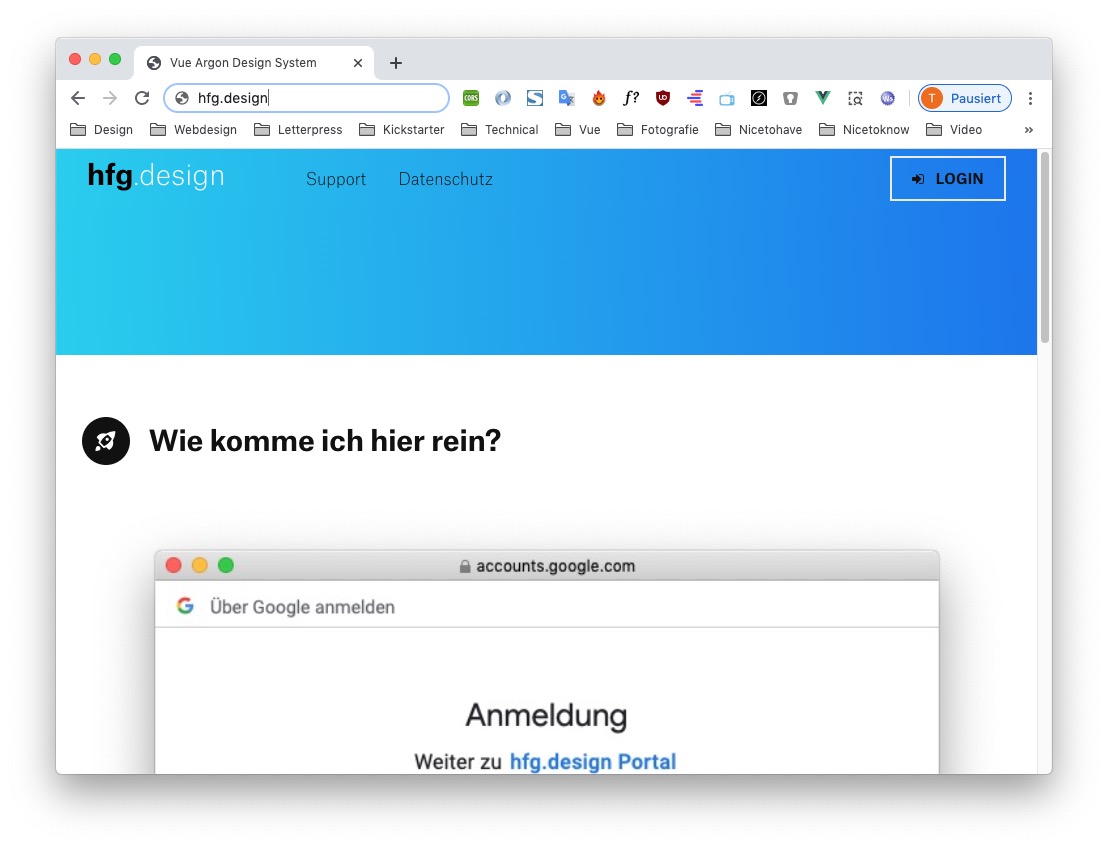 Vue Argon Design System
hfg.design
CORS
f?
Ws
T Pausiert
Design Webdesign Letterpress Kickstarter Technical Vue Fotografie Nicetohave Nicetoknow Video »
hfg.design Support Datenschutz LOGIN
Wie komme ich hier rein?
accounts.google.com
Über Google anmelden
Anmeldung
Weiter zu hfg.design Portal